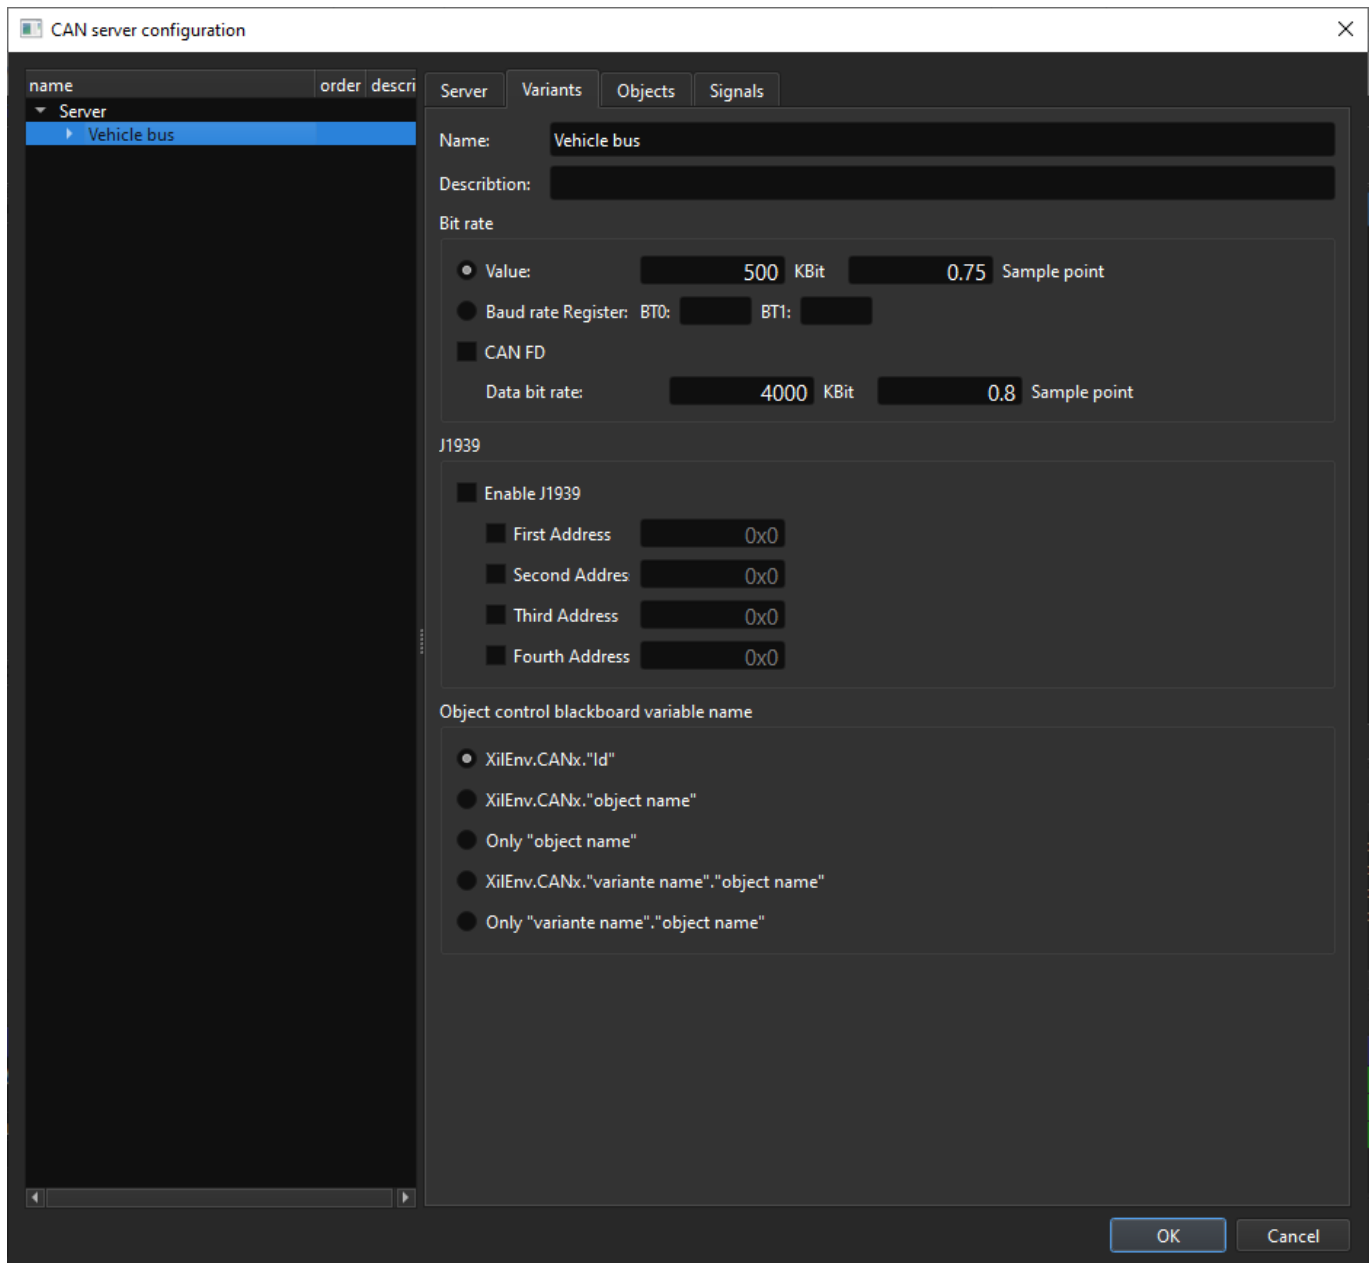 CAN server configuration
name order descri
Server
Vehicle bus
Server Variants Objects Signals
Name: Vehicle bus
Describtion:
Bit rate
Value: 500 KBit 0.75 Sample point
Baud rate Register: BT0: BT1:
CAN FD
Data bit rate: 4000 KBit 0.8 Sample point
J1939
Enable J1939
First Address 0x0
Second Addres 0x0
Third Address 0x0
Fourth Address 0x0
Object control blackboard variable name
XilEnv.CANx."Id"
XilEnv.CANx."object name"
Only "object name"
XilEnv.CANx."variante name"."object name"
Only "variante name"."object name"
OK Cancel